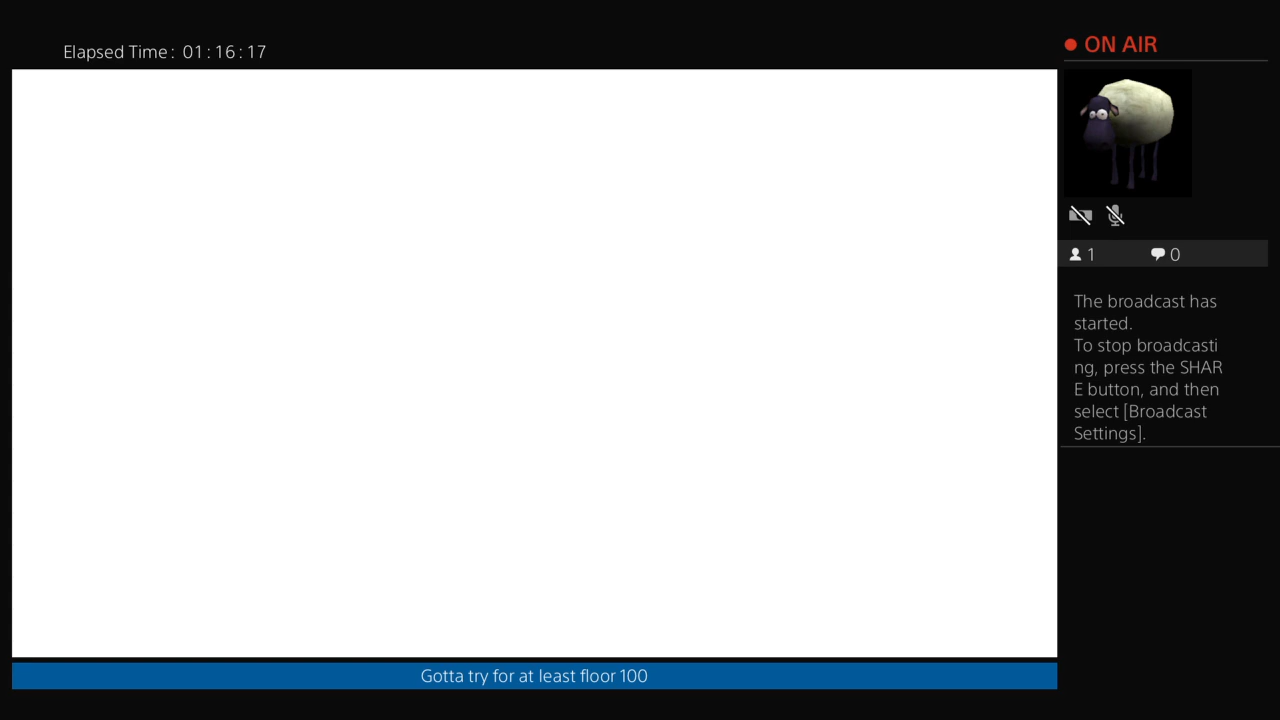 Elapsed Time: 01:16:17
ON AIR
1 0
The broadcast has
started.
To stop broadcasti
ng, press the SHAR
E button, and then
select [Broadcast
Settings].
Gotta try for at least floor 100